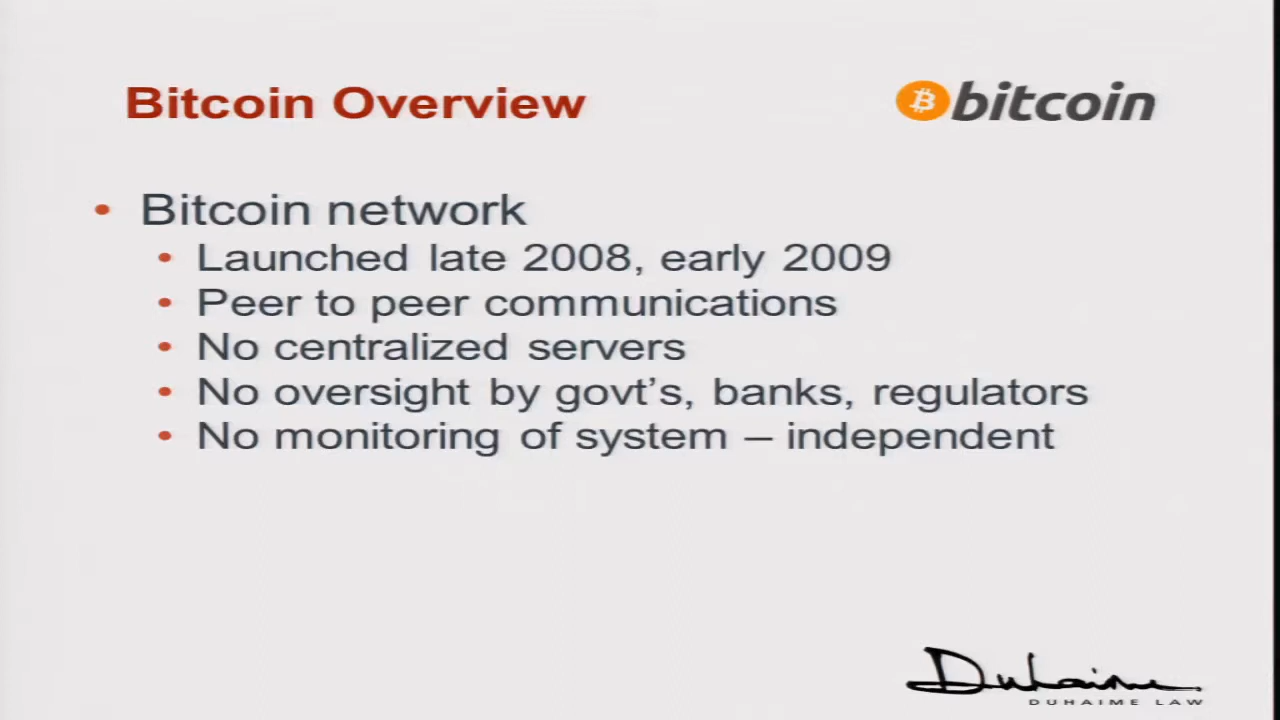 Bitcoin Overview
bitcoin
• Bitcoin network
• Launched late 2008, early 2009
• Peer to peer communications
• No centralized servers
• No oversight by govt’s, banks, regulators
• No monitoring of system – independent
Duhaime
DUHAIME LAW